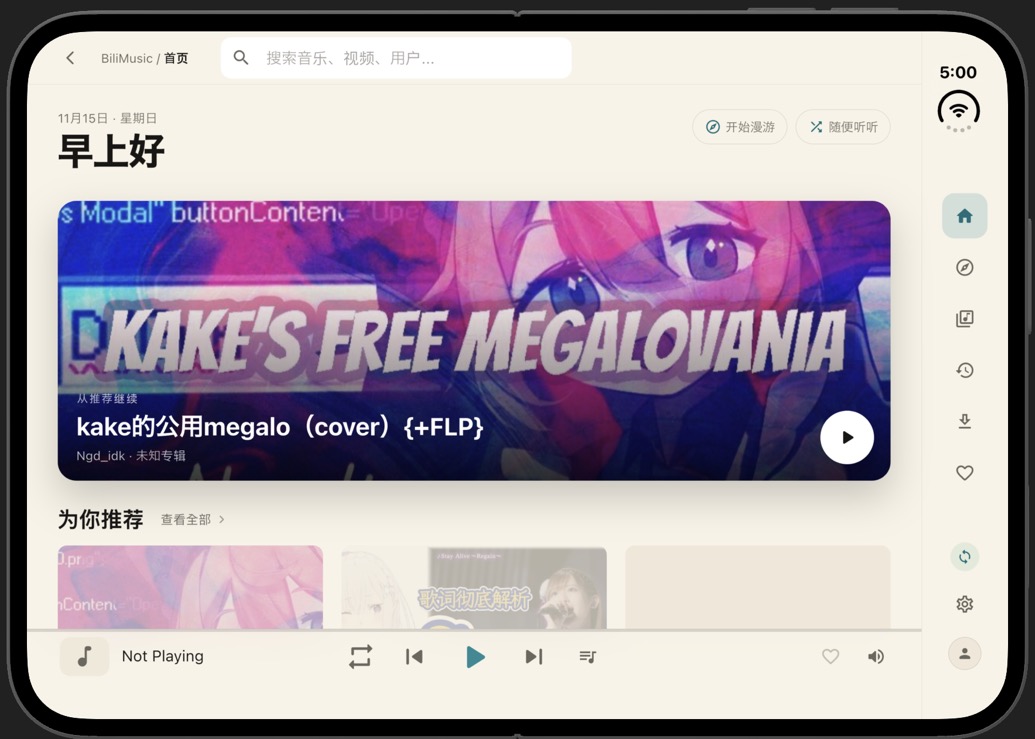 5:00
BiliMusic / 首页
搜索音乐、视频、用户...
11月15日 · 星期日
早上好
开始漫游
随便听听
s Modal" buttonContent="Ope
KAKE'S FREE MEGALOVANIA
从推荐继续
kake的公用megalo（cover）{+FLP}
Ngd_idk · 未知专辑
为你推荐
查看全部
nContent="Ope
歌词彻底解析
Not Playing